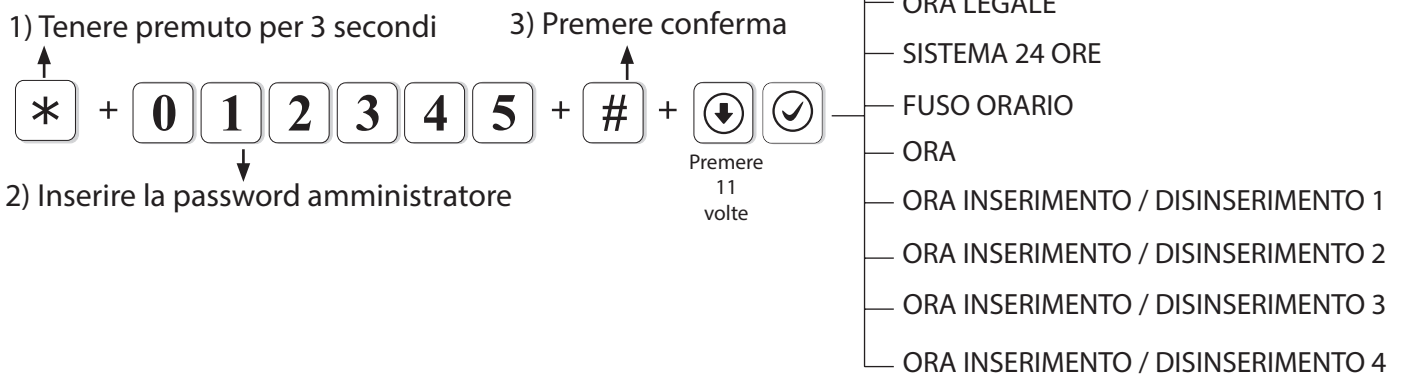 ORA LEGALE
1) Tenere premuto per 3 secondi
3) Premere conferma
SISTEMA 24 ORE
* + 0 1 2 3 4 5 + # +
FUSO ORARIO
ORA
Premere
11
volte
2) Inserire la password amministratore
ORA INSERIMENTO / DISINSERIMENTO 1
ORA INSERIMENTO / DISINSERIMENTO 2
ORA INSERIMENTO / DISINSERIMENTO 3
ORA INSERIMENTO / DISINSERIMENTO 4